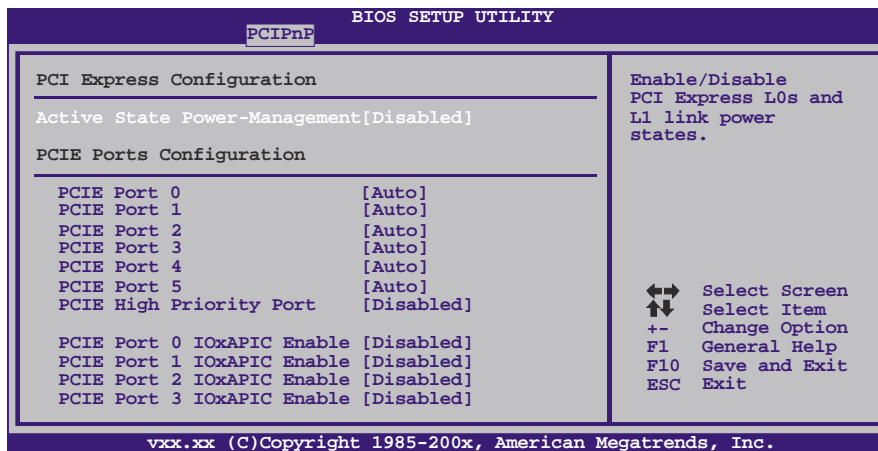 BIOS SETUP UTILITY
PCIPnP
PCI Express Configuration
Active State Power-Management[Disabled]
PCIE Ports Configuration
PCIE Port 0 [Auto]
PCIE Port 1 [Auto]
PCIE Port 2 [Auto]
PCIE Port 3 [Auto]
PCIE Port 4 [Auto]
PCIE Port 5 [Auto]
PCIE High Priority Port [Disabled]
PCIE Port 0 IOxAPIC Enable [Disabled]
PCIE Port 1 IOxAPIC Enable [Disabled]
PCIE Port 2 IOxAPIC Enable [Disabled]
PCIE Port 3 IOxAPIC Enable [Disabled]
Enable/Disable
PCI Express L0s and
L1 link power
states.
Select Screen
Select Item
+- Change Option
F1 General Help
F10 Save and Exit
ESC Exit
vxx.xx (C)Copyright 1985-200x, American Megatrends, Inc.